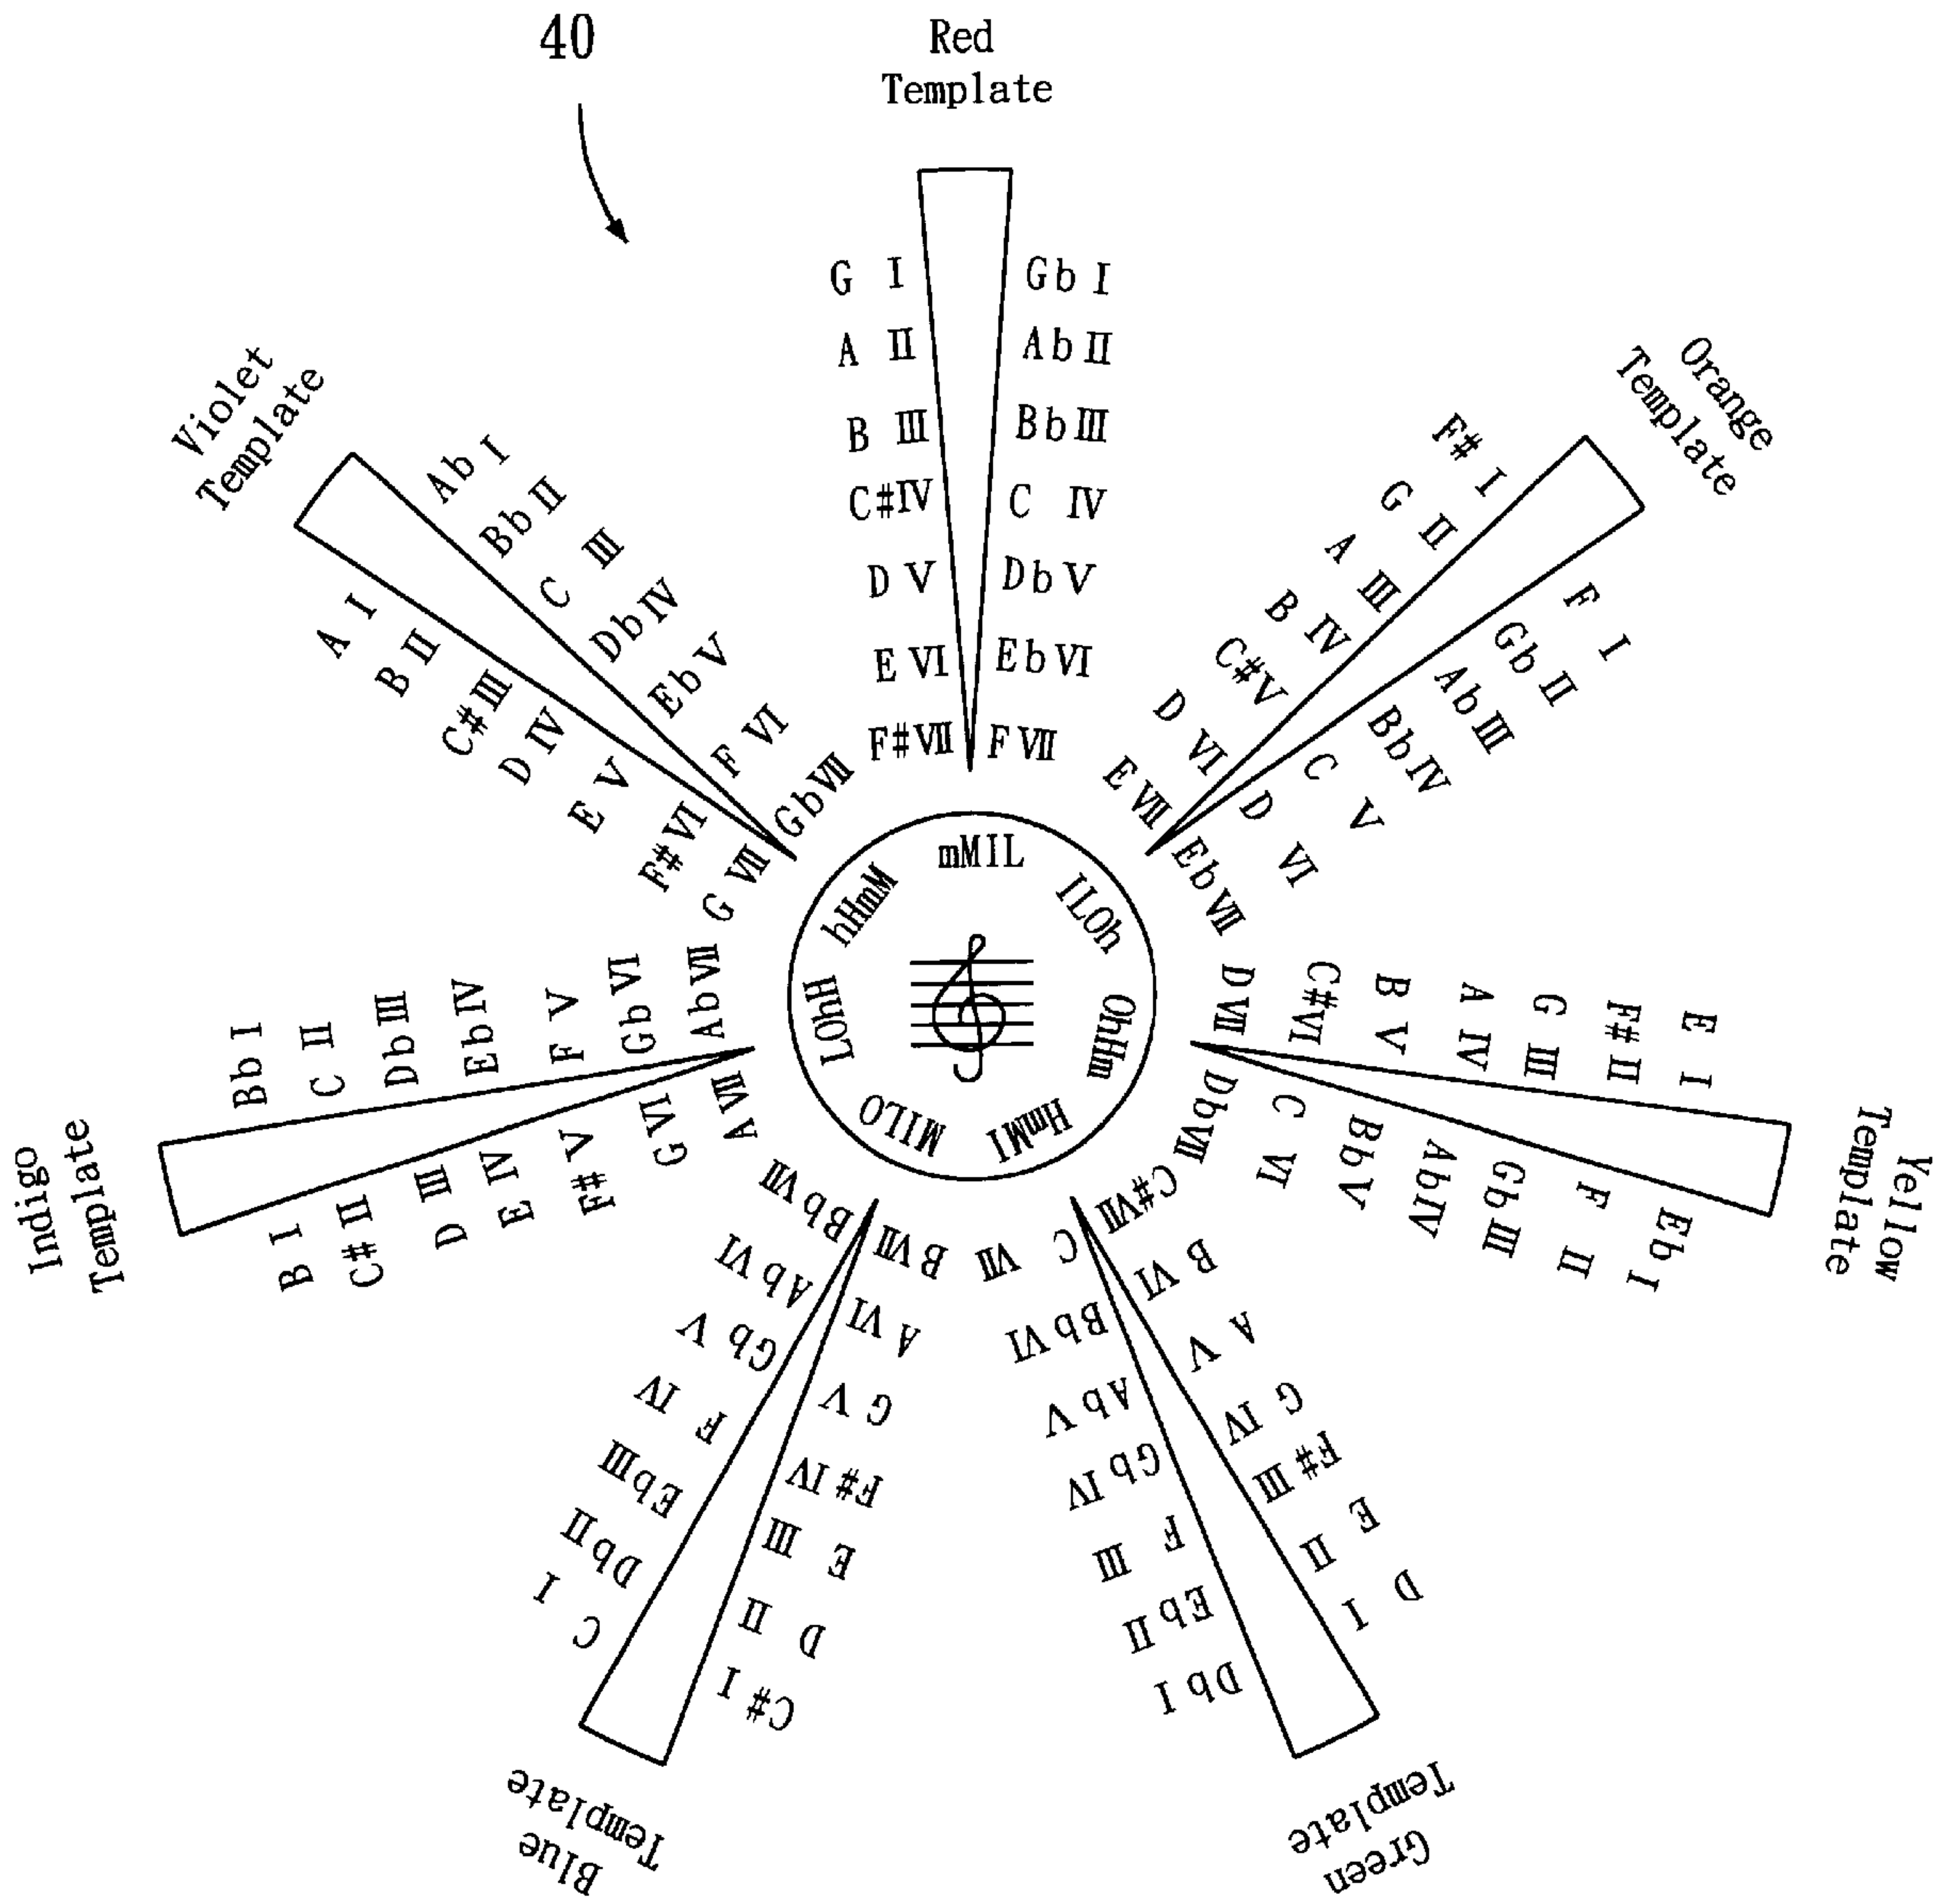 40
Red
Template
G I
A II
B III
C#IV
D V
E VI
F#VII
Gb I
Ab II
Bb III
C IV
Db V
Eb VI
F VII
Orange
Template
F# I
G II
A III
B IV
C#V
D VI
E VII
F I
Gb II
Ab III
Bb IV
C V
D VI
Eb VII
Yellow
Template
E I
F# II
G III
A IV
B V
C#VI
D VII
Eb I
F II
Gb III
Ab IV
Bb V
C VI
Db VII
Green
Template
D I
E II
F# III
G IV
A V
B VI
C#VII
Db I
Eb II
F III
Gb IV
Ab V
Bb VI
C VII
Blue
Template
C# I
D II
E III
F# IV
G V
A VI
B VII
C I
Db II
Eb III
F IV
Gb V
Ab VI
Bb VII
Indigo
Template
B I
C# II
D III
E IV
F# V
G VI
A VII
Bb I
C II
Db III
Eb IV
F V
Gb VI
Ab VII
Violet
Template
A I
B II
C# III
D IV
E V
F# VI
G VII
Ab I
Bb II
C III
Db IV
Eb V
F VI
Gb VII
mMIL
ILOh
OhHm
HmMI
MILO
LOhH
hHmM